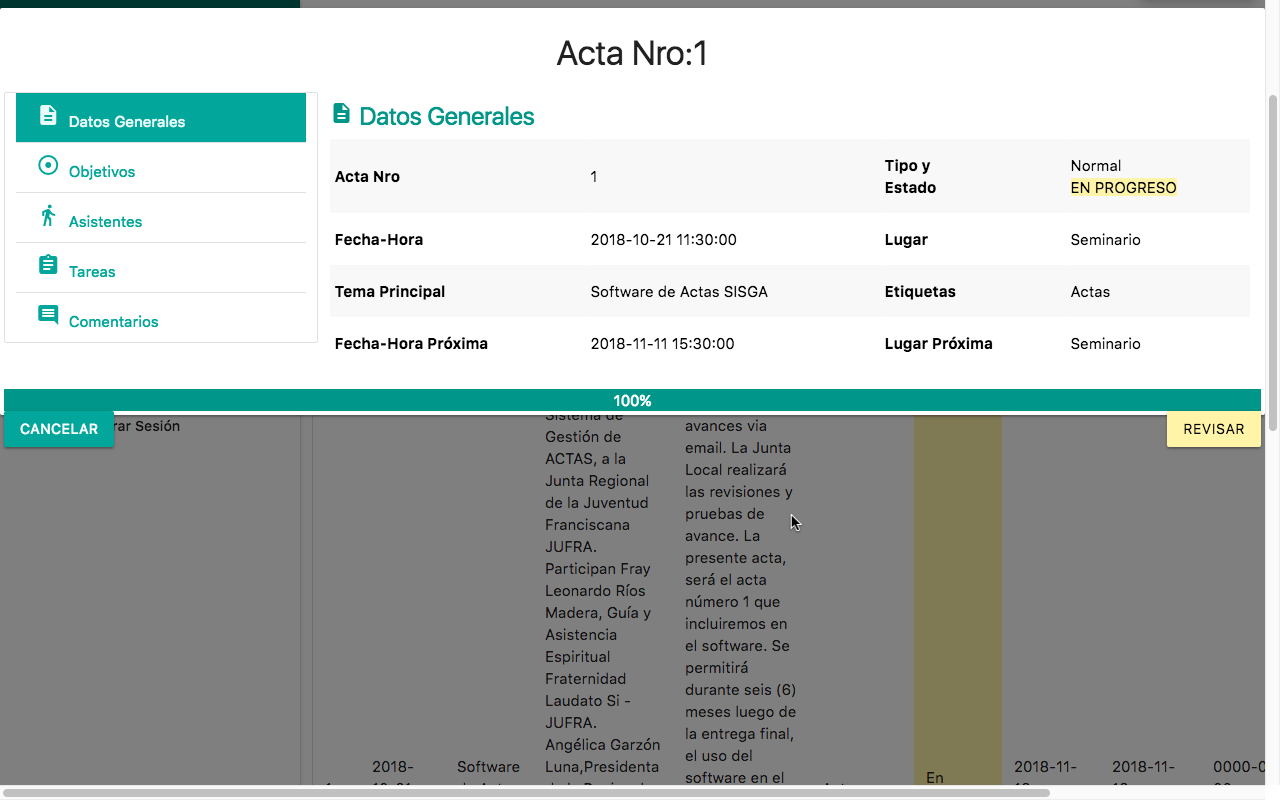 Acta Nro:1
Datos Generales
Objetivos
Asistentes
Tareas
Comentarios
Datos Generales
Acta Nro 1 Tipo y Estado Normal EN PROGRESO
Fecha-Hora 2018-10-21 11:30:00 Lugar Seminario
Tema Principal Software de Actas SISGA Etiquetas Actas
Fecha-Hora Próxima 2018-11-11 15:30:00 Lugar Próxima Seminario
100%
CANCELAR
REVISAR
rar Sesión
Sistema de
Gestión de
ACTAS, a la
Junta Regional
de la Juventud
Franciscana
JUFRA.
Participan Fray
Leonardo Ríos
Madera, Guía y
Asistencia
Espiritual
Fraternidad
Laudato Si -
JUFRA.
Angélica Garzón
Luna,Presidenta
avances via
email. La Junta
Local realizará
las revisiones y
pruebas de
avance. La
presente acta,
será el acta
número 1 que
incluiremos en
el software. Se
permitirá
durante seis (6)
meses luego de
la entrega final,
el uso del
software en el
2018-
Software
En
2018-11-
2018-11-
0000-0